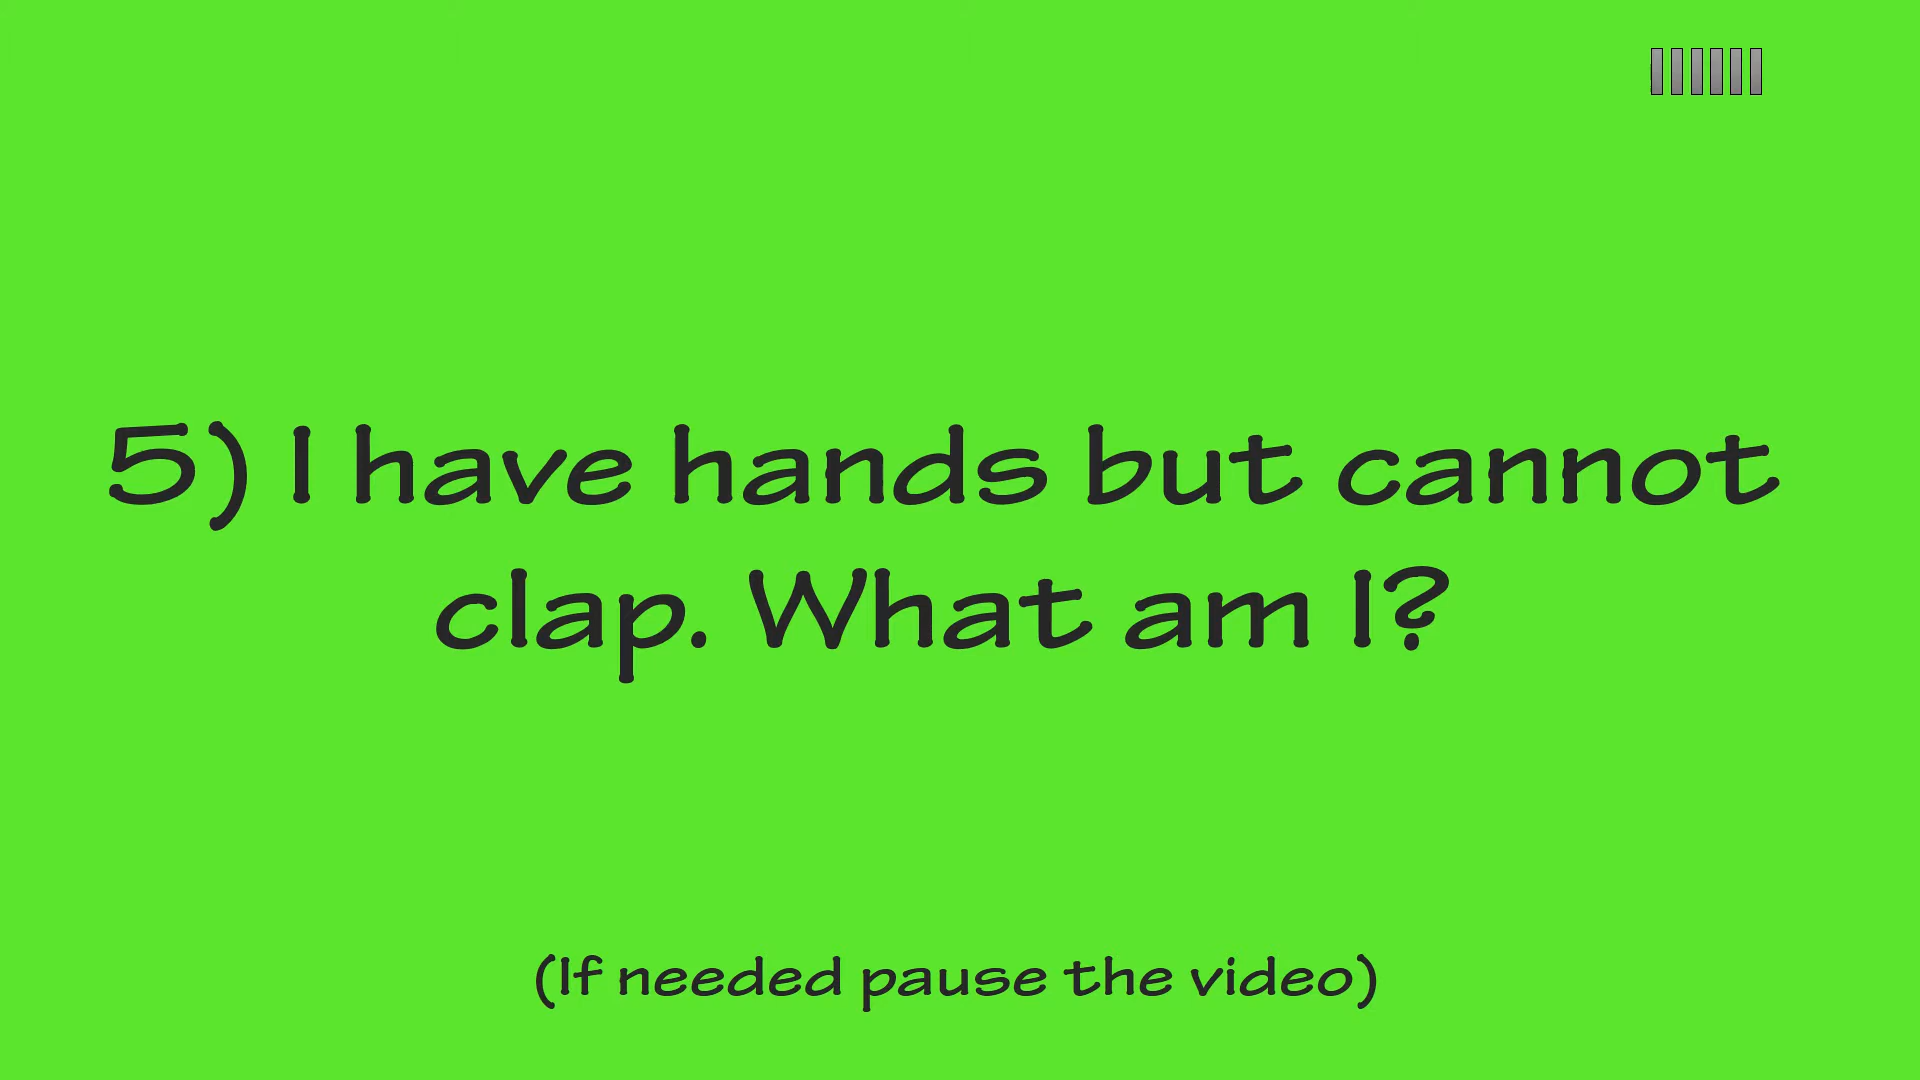 5) I have hands but cannot
clap. What am I?
(If needed pause the video)